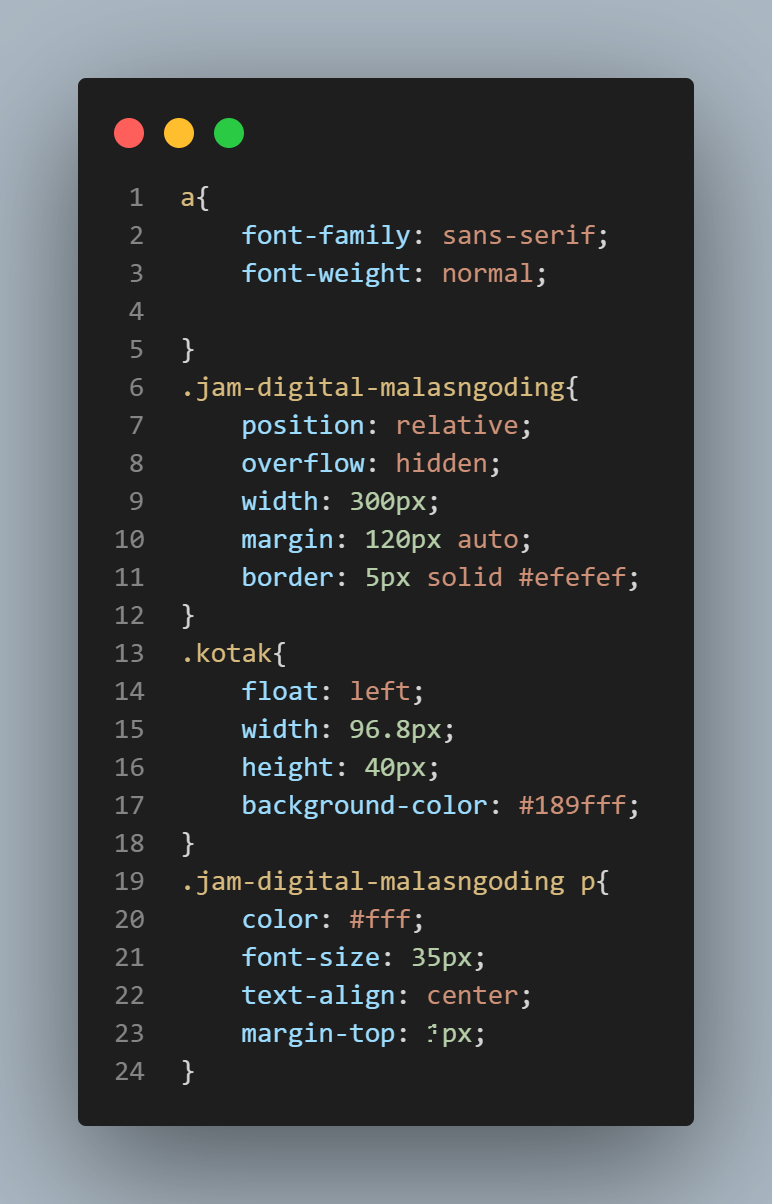 1 a{
2 font-family: sans-serif;
3 font-weight: normal;
4
5 }
6 .jam-digital-malasngoding{
7 position: relative;
8 overflow: hidden;
9 width: 300px;
10 margin: 120px auto;
11 border: 5px solid #efefef;
12 }
13 .kotak{
14 float: left;
15 width: 96.8px;
16 height: 40px;
17 background-color: #189fff;
18 }
19 .jam-digital-malasngoding p{
20 color: #fff;
21 font-size: 35px;
22 text-align: center;
23 margin-top:
24 }